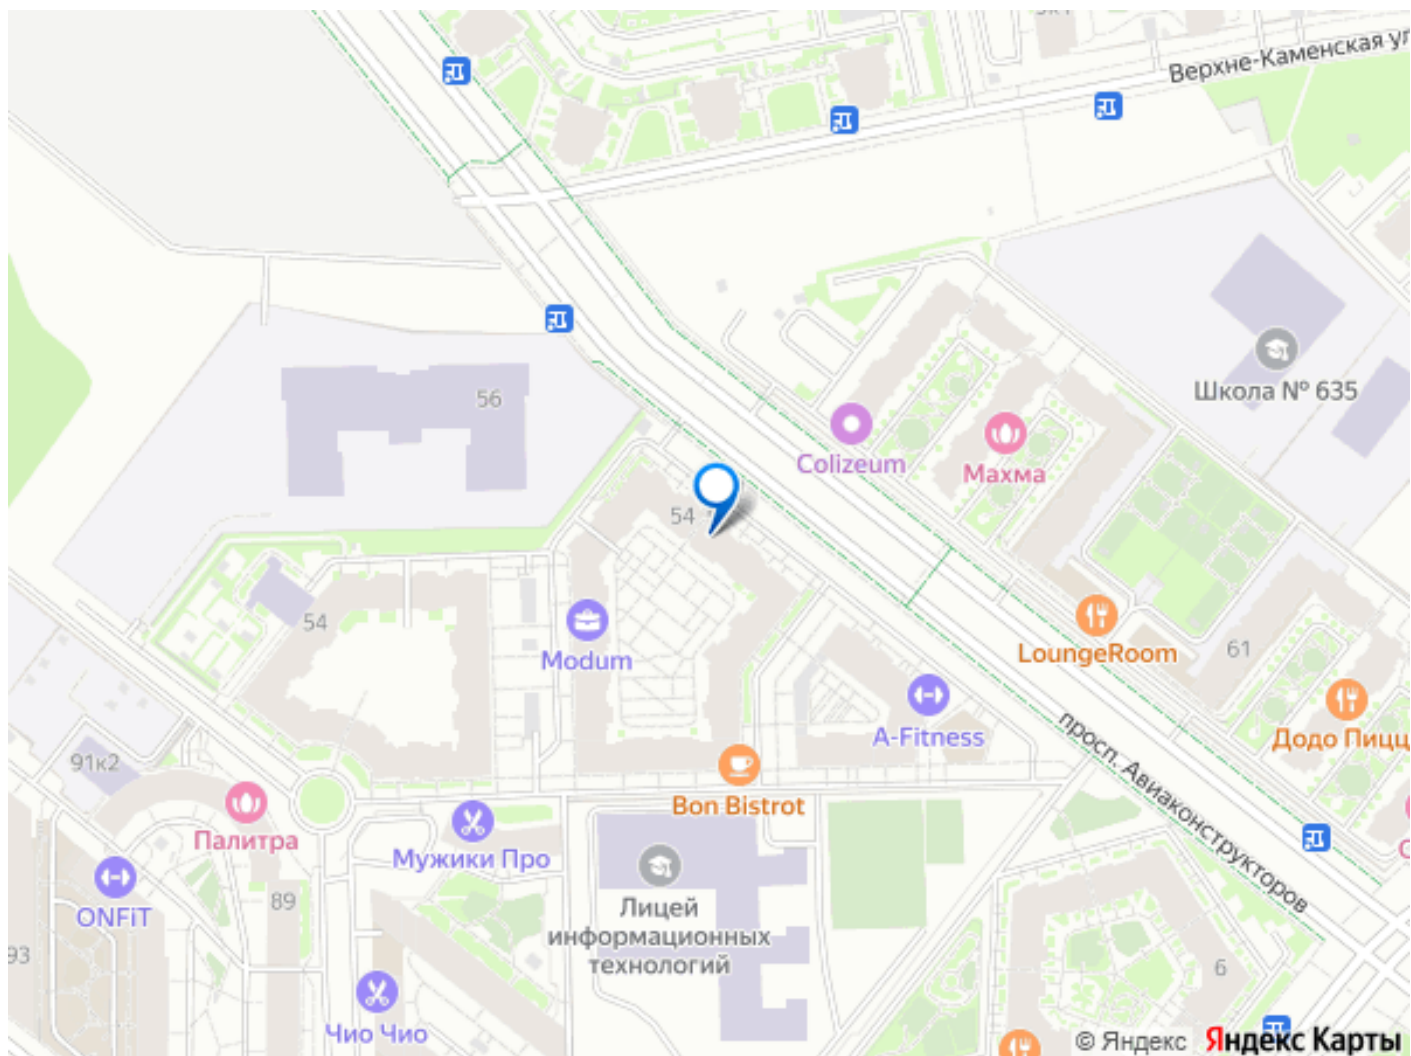 Верхне-Каменская ул
56
Школа № 635
Colizeum
Махма
54
54
Modum
LoungeRoom
61
A-Fitness
просп. Авиаконструкторов
Додо Пицц
91к2
Bon Bistrot
Палитра
Мужики Про
ONFiT
89
Лицей
информационных
технологий
93
6
Чио Чио
© Яндекс Яндекс Карты